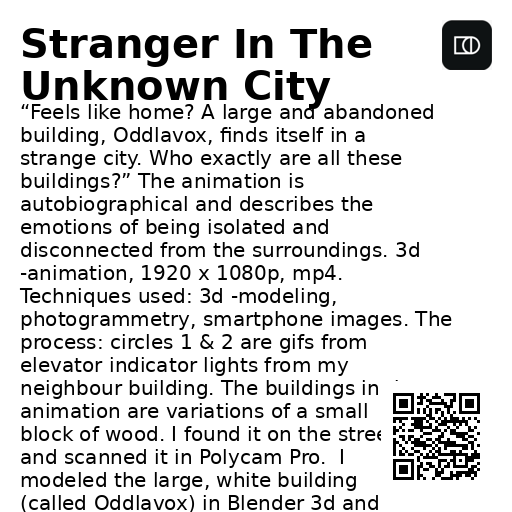 Stranger In The
Unknown City
“Feels like home? A large and abandoned
building, Oddlavox, finds itself in a
strange city. Who exactly are all these
buildings?” The animation is
autobiographical and describes the
emotions of being isolated and
disconnected from the surroundings. 3d
-animation, 1920 x 1080p, mp4.
Techniques used: 3d -modeling,
photogrammetry, smartphone images. The
process: circles 1 & 2 are gifs from
elevator indicator lights from my
neighbour building. The buildings in
animation are variations of a small
block of wood. I found it on the
and scanned it in Polycam Pro.  I
modeled the large, white building
(called Oddlavox) in Blender 3d and